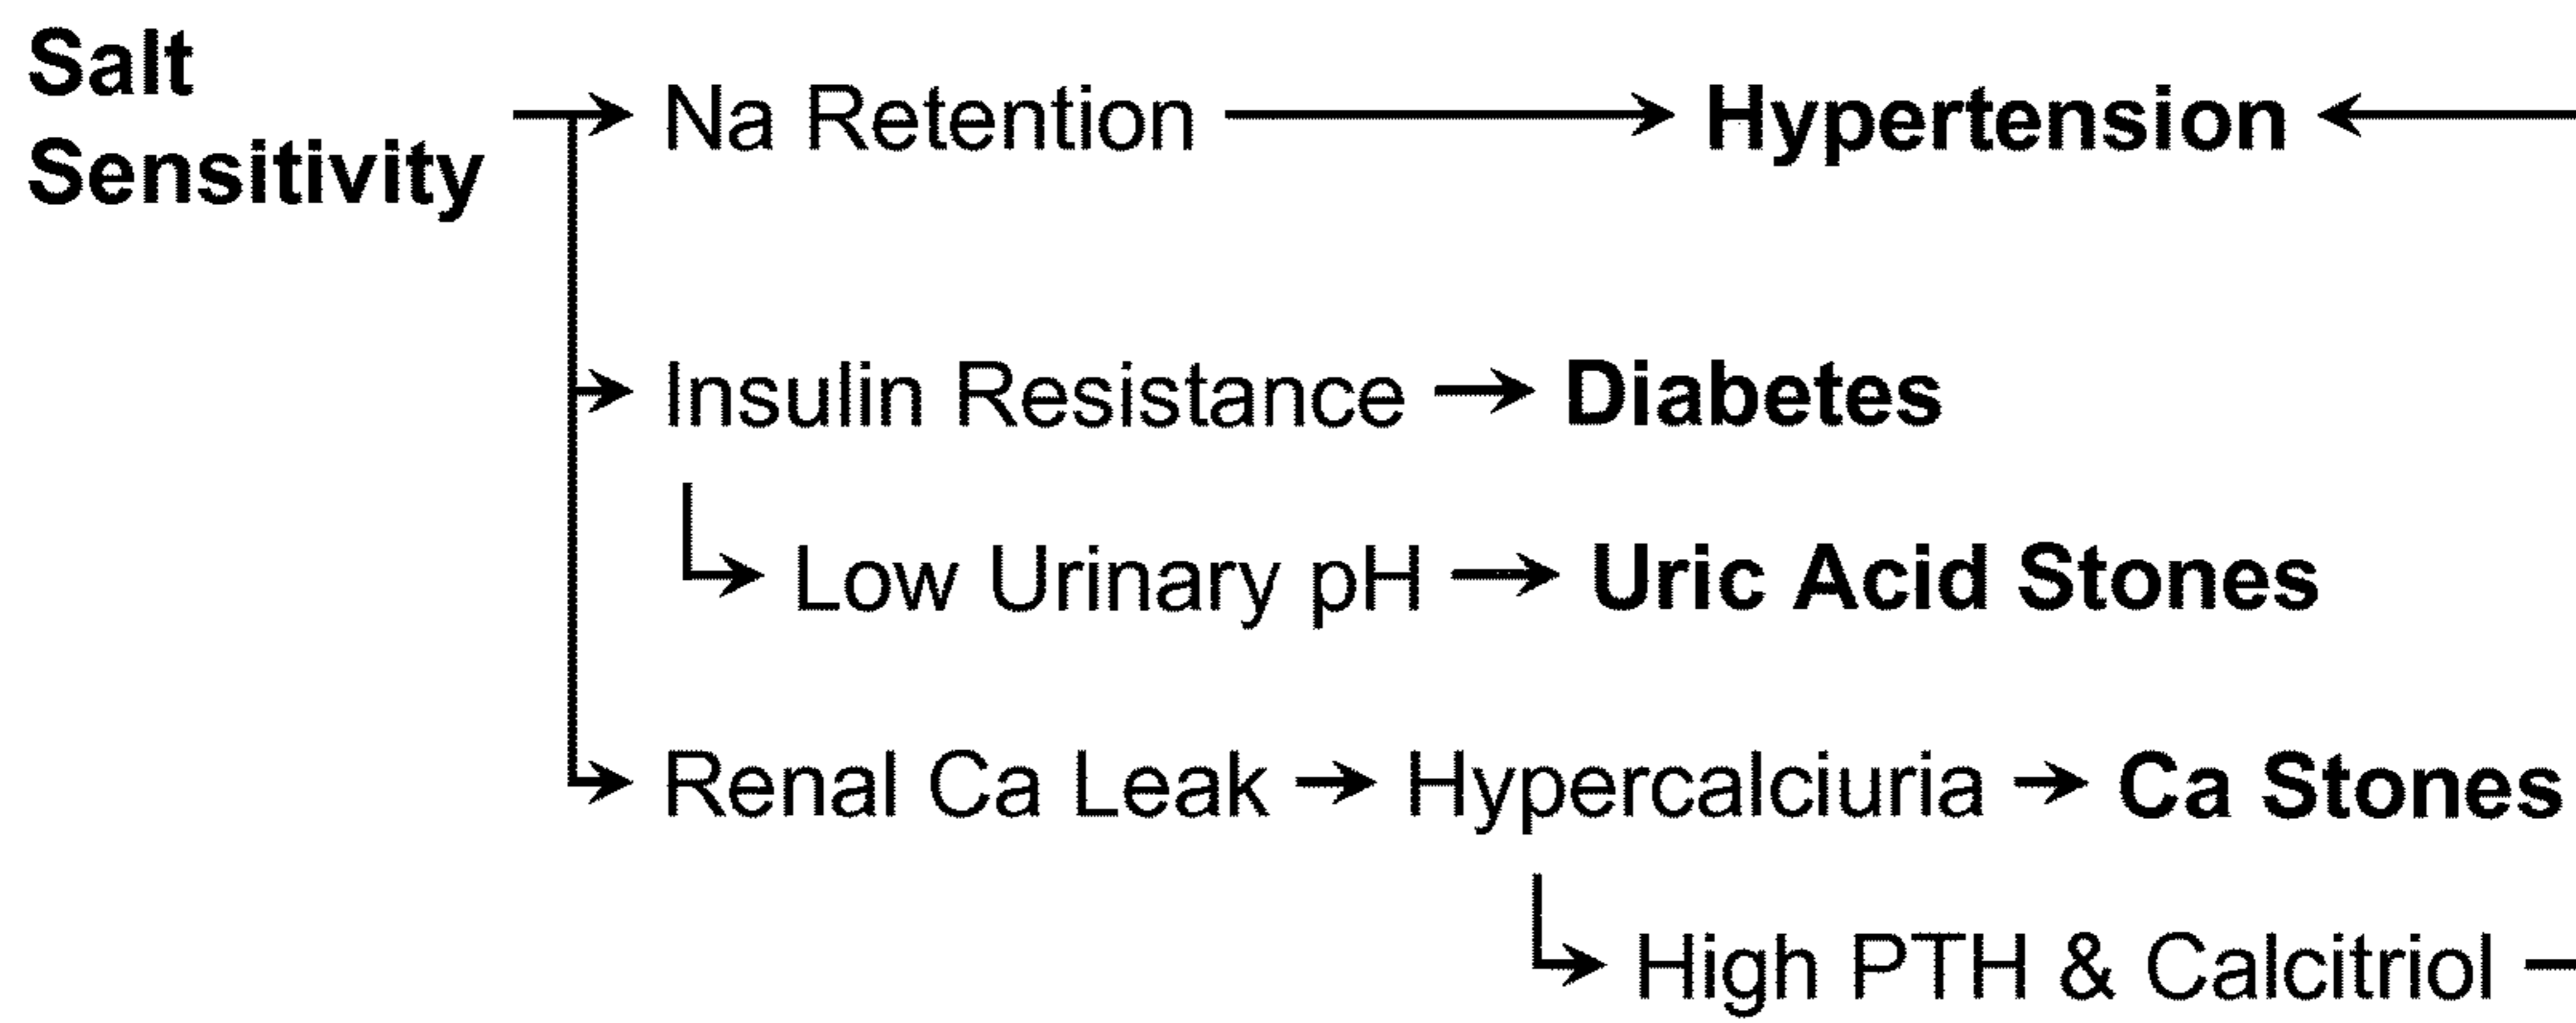 Salt
Sensitivity
Na Retention
Hypertension
Insulin Resistance
Diabetes
Low Urinary pH
Uric Acid Stones
Renal Ca Leak
Hypercalciuria
Ca Stones
High PTH & Calcitriol